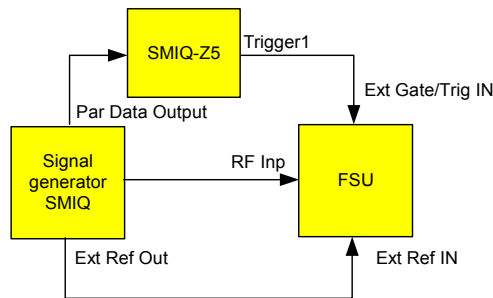 SMIQ-Z5
Trigger1
Ext Gate/Trig IN
Par Data Output
Signal
generator
SMIQ
RF Inp
FSU
Ext Ref Out
Ext Ref IN